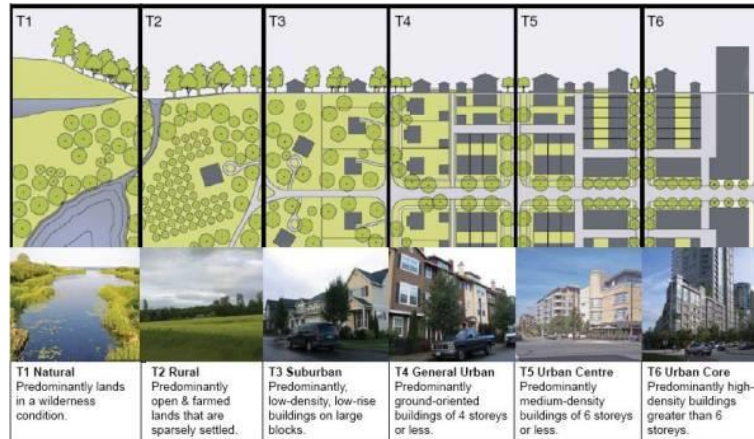 T1 T2 T3 T4 T5 T6
T1 Natural
Predominantly lands
in a wilderness
condition.
T2 Rural
Predominantly
open & farmed
lands that are
sparsely settled.
T3 Suburban
Predominantly,
low-density, low-rise
buildings on large
blocks.
T4 General Urban
Predominantly
ground-oriented
buildings of 4 storeys
or less.
T5 Urban Centre
Predominantly
medium-density
buildings of 6 storeys
or less.
T6 Urban Core
Predominantly high-
density buildings
greater than 6
storeys.